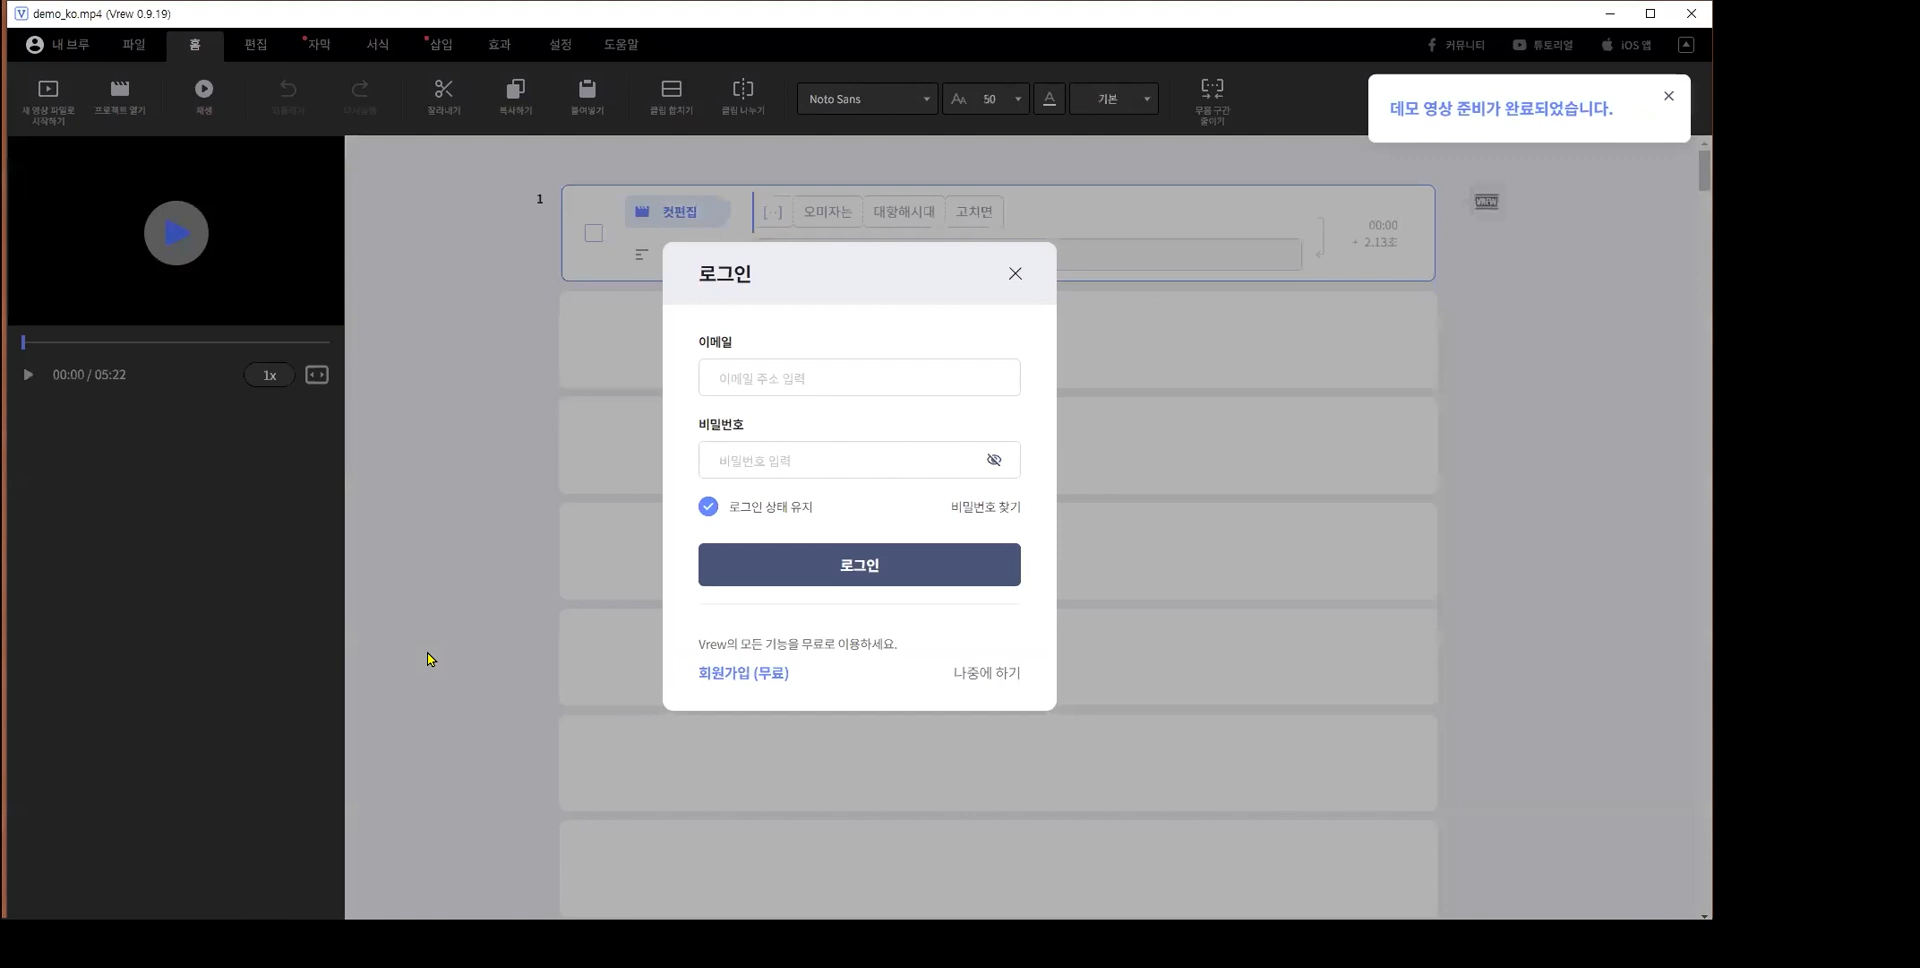 demo_ko.mp4 (Vrew 0.9.19)
내 브루 파일 홈 편집 자막 서식 삽입 효과 설정 도움말 커뮤니티 튜토리얼 iOS 앱
새 영상 파일로 시작하기
프로젝트 열기
재생
되돌리기
다시실행
잘라내기
복사하기
붙여넣기
클립 합치기
클립 나누기
Noto Sans
50
기본
무음 구간 줄이기
데모 영상 준비가 완료되었습니다.
1
컷편집
[··] 오미자는 대항해시대 고치면
00:00
+ 2.13초
VREW
00:00 / 05:22
1x
로그인
이메일
이메일 주소 입력
비밀번호
비밀번호 입력
로그인 상태 유지 비밀번호 찾기
로그인
Vrew의 모든 기능을 무료로 이용하세요.
회원가입 (무료) 나중에 하기